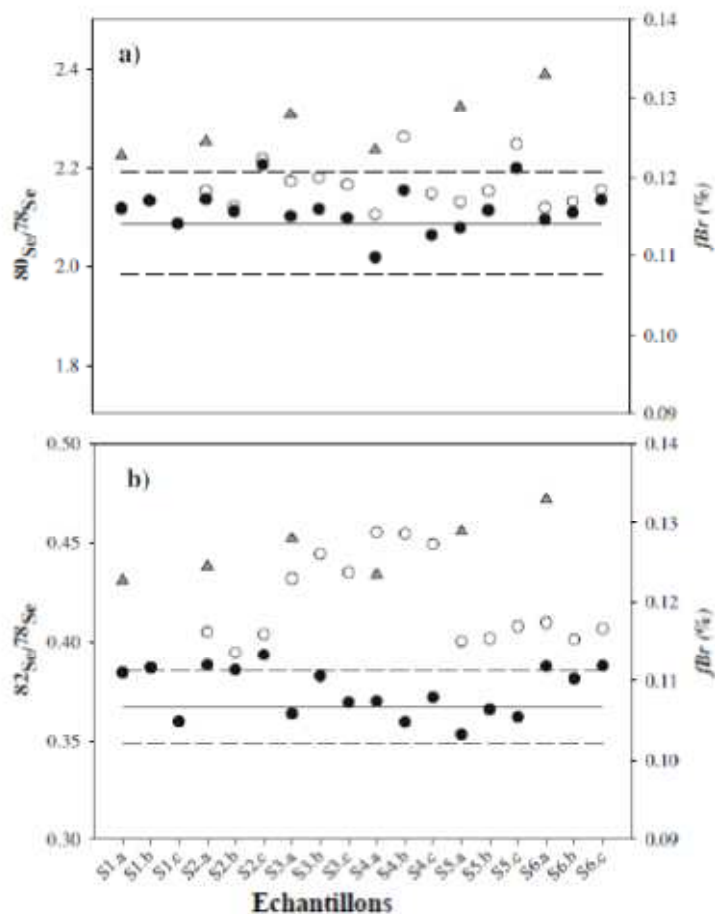 a)
2.4
2.2
2.0
1.8
80Se/78Se
0.14
0.13
0.12
0.11
0.10
0.09
fBr (%)
b)
0.50
0.45
0.40
0.35
0.30
82Se/78Se
0.14
0.13
0.12
0.11
0.10
0.09
fBr (%)
S1.a S1.b S1.c S2-a S2.b S2.c S3.a S3.b S3.c S4.a S4.b S4.c S5.a S5.b S5.c S6.a S6.b S6.c
Echantillons